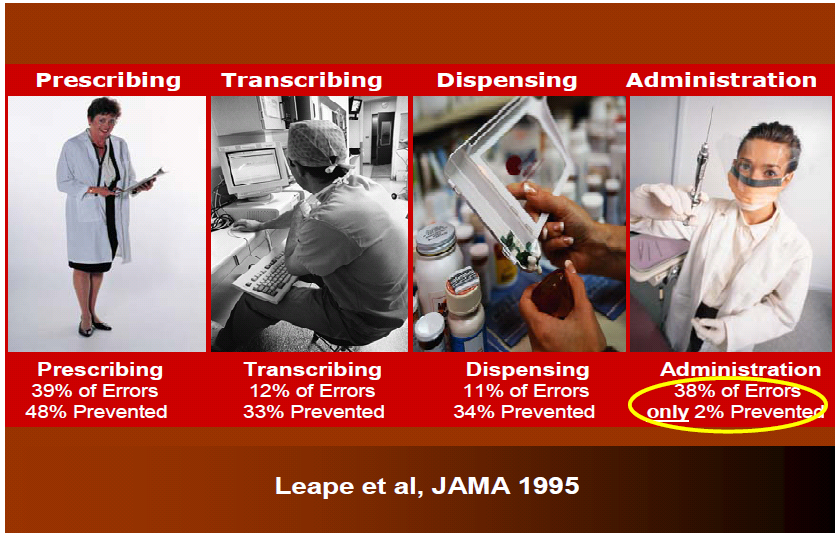 Prescribing Transcribing Dispensing Administration
Prescribing
39% of Errors
48% Prevented
Transcribing
12% of Errors
33% Prevented
Dispensing
11% of Errors
34% Prevented
Administration
38% of Errors
only 2% Prevented
Leape et al, JAMA 1995